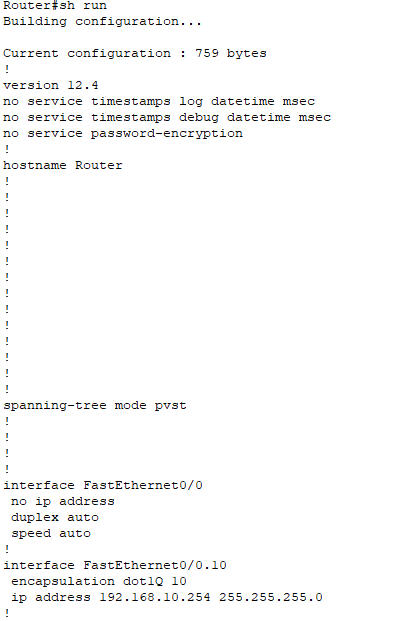 Router#sh run
Building configuration...
Current configuration : 759 bytes
!
version 12.4
no service timestamps log datetime msec
no service timestamps debug datetime msec
no service password-encryption
!
hostname Router
!
!
!
!
!
!
!
!
!
!
!
!
!
!
spanning-tree mode pvst
!
!
!
!
interface FastEthernet0/0
 no ip address
 duplex auto
 speed auto
!
interface FastEthernet0/0.10
 encapsulation dot1Q 10
 ip address 192.168.10.254 255.255.255.0
!